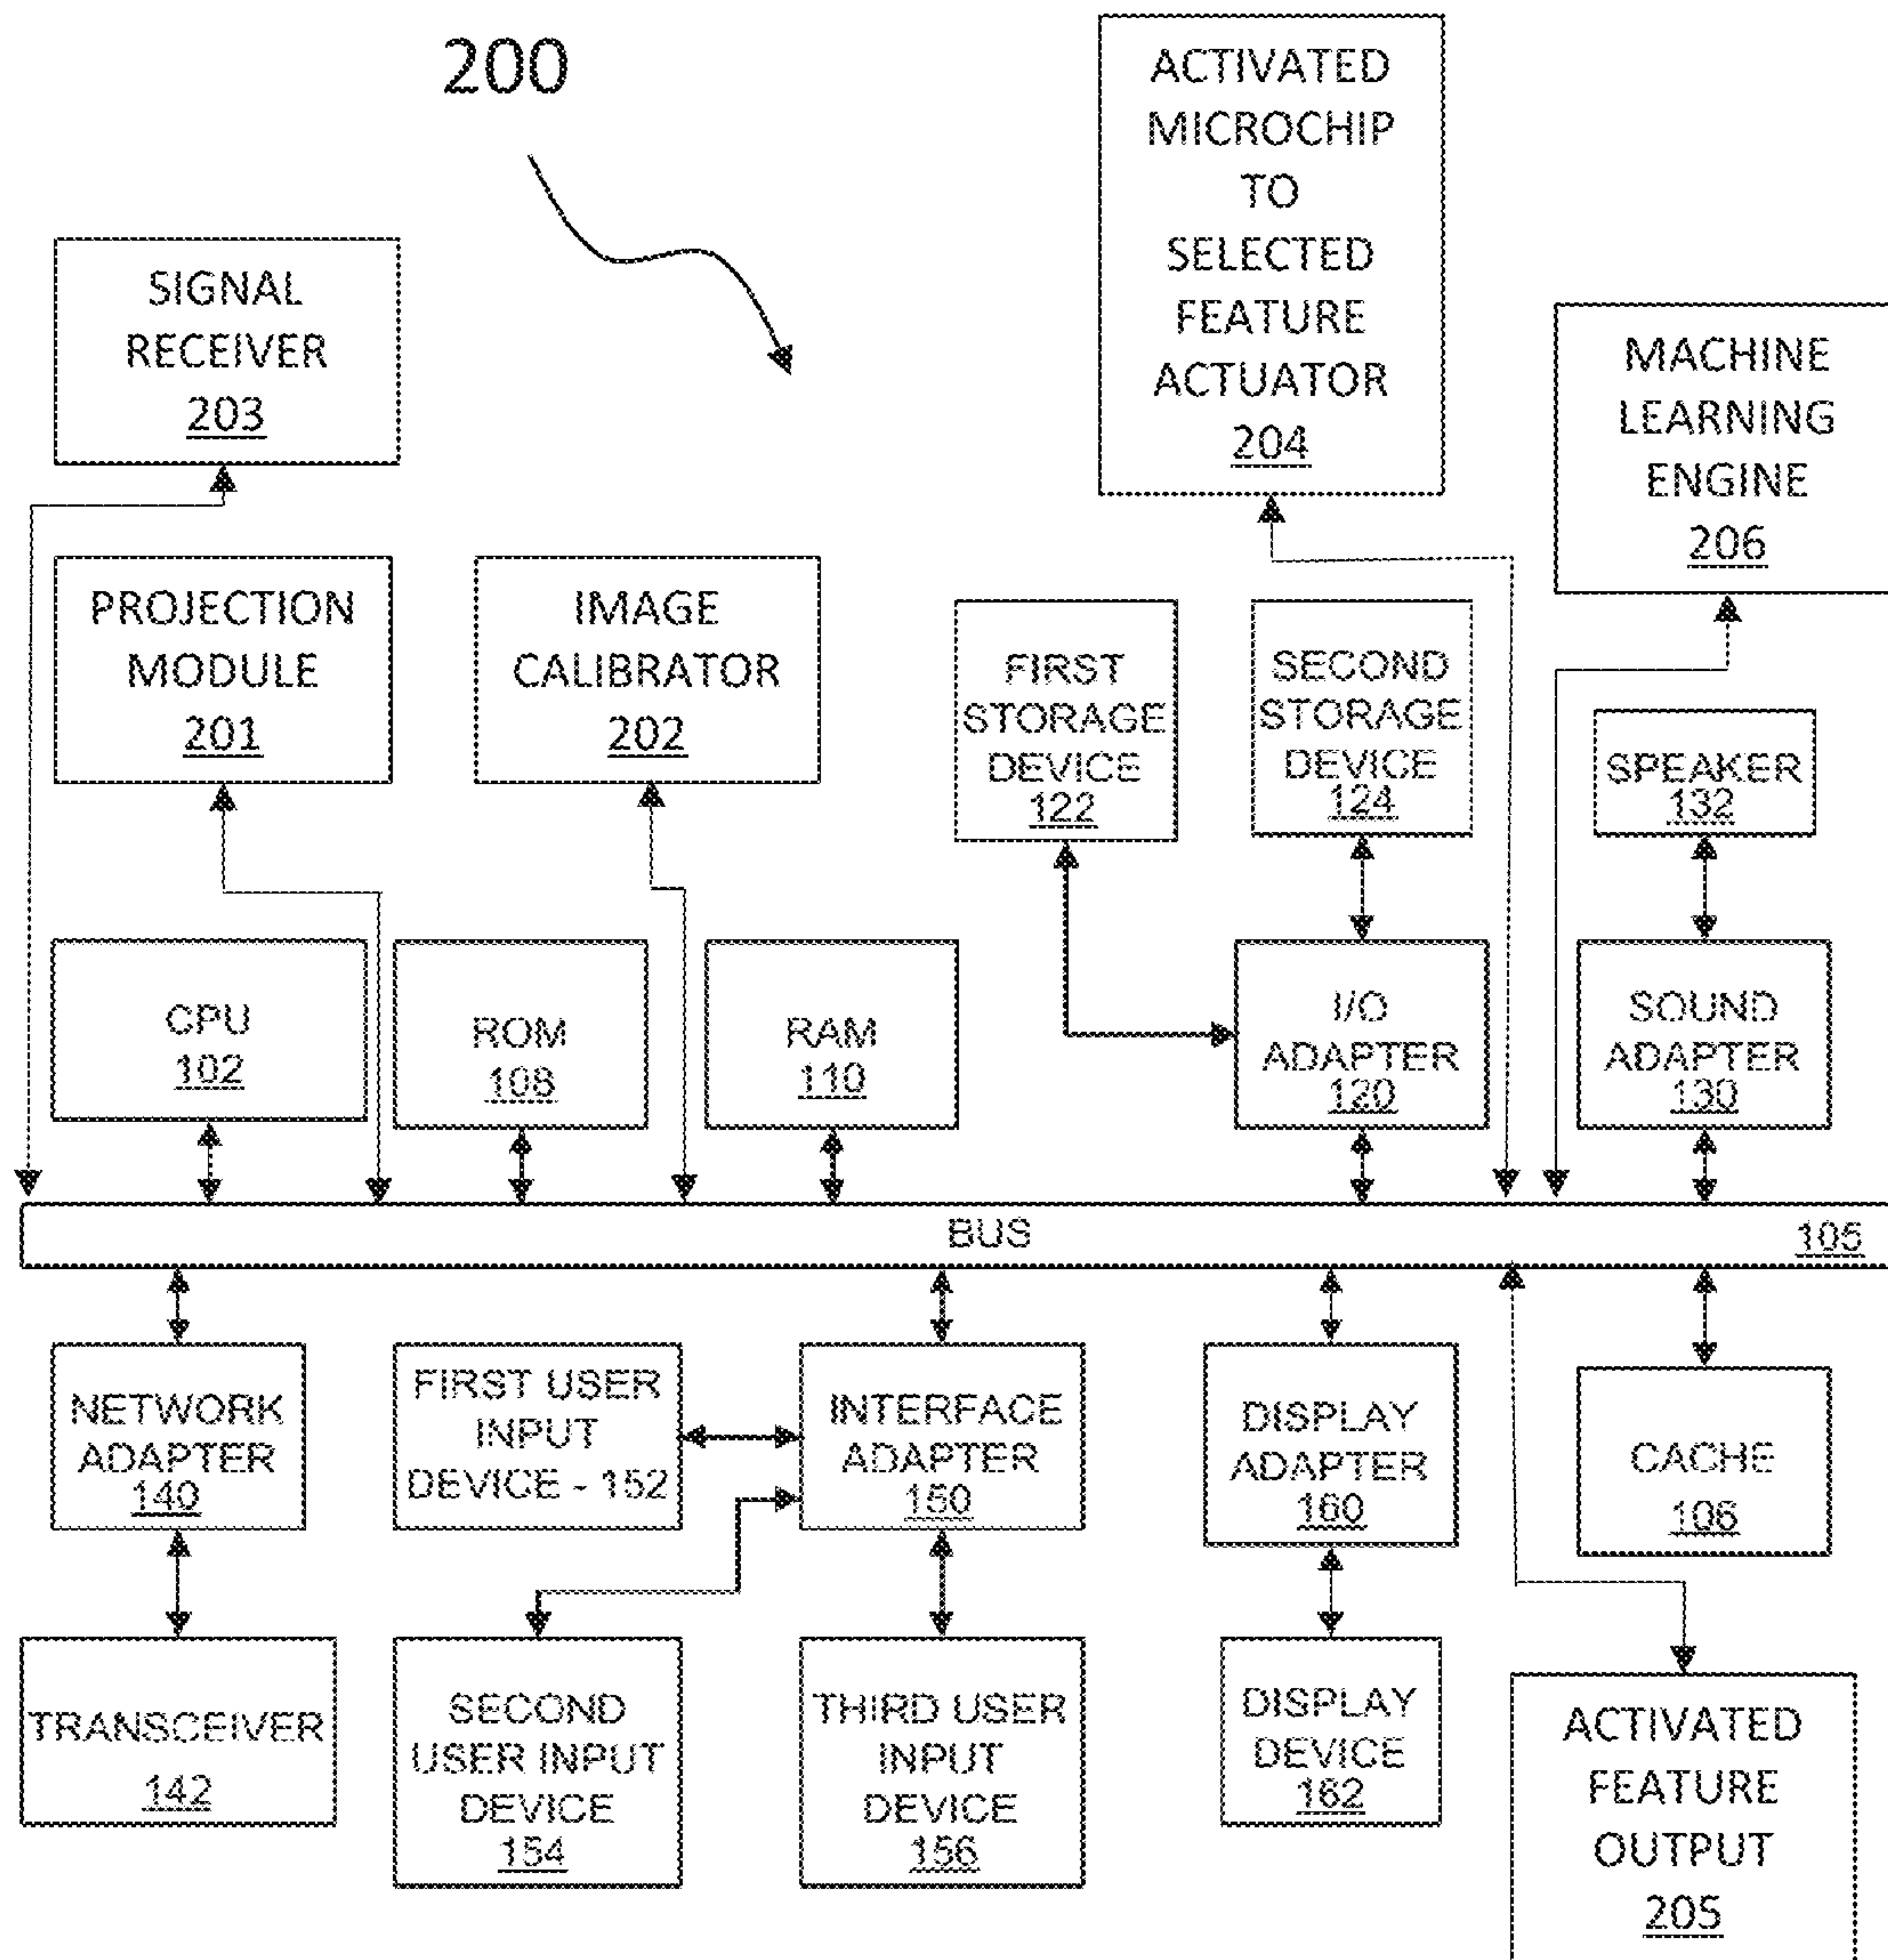 200
ACTIVATED
MICROCHIP
TO
SELECTED
FEATURE
ACTUATOR
204
SIGNAL
RECEIVER
203
MACHINE
LEARNING
ENGINE
206
PROJECTION
MODULE
201
IMAGE
CALIBRATOR
202
FIRST
STORAGE
DEVICE
122
SECOND
STORAGE
DEVICE
124
SPEAKER
132
CPU
102
ROM
108
RAM
110
I/O
ADAPTER
120
SOUND
ADAPTER
130
BUS
105
NETWORK
ADAPTER
140
FIRST USER
INPUT
DEVICE - 152
INTERFACE
ADAPTER
150
DISPLAY
ADAPTER
160
CACHE
106
TRANSCEIVER
142
SECOND
USER INPUT
DEVICE
154
THIRD USER
INPUT
DEVICE
156
DISPLAY
DEVICE
162
ACTIVATED
FEATURE
OUTPUT
205